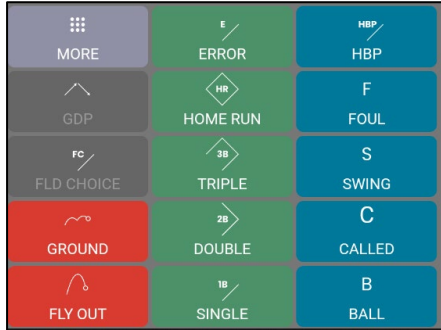 MORE
E
ERROR
HBP
HBP
GDP
HR
HOME RUN
F
FOUL
FC
FLD CHOICE
3B
TRIPLE
S
SWING
GROUND
2B
DOUBLE
C
CALLED
FLY OUT
1B
SINGLE
B
BALL